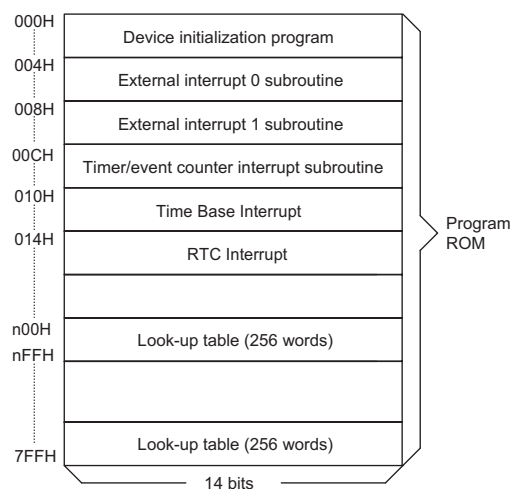 000H
Device initialization program
004H
External interrupt 0 subroutine
008H
External interrupt 1 subroutine
00CH
Timer/event counter interrupt subroutine
010H
Time Base Interrupt
014H
RTC Interrupt
Program
ROM
n00H
Look-up table (256 words)
nFFH
Look-up table (256 words)
7FFH
14 bits